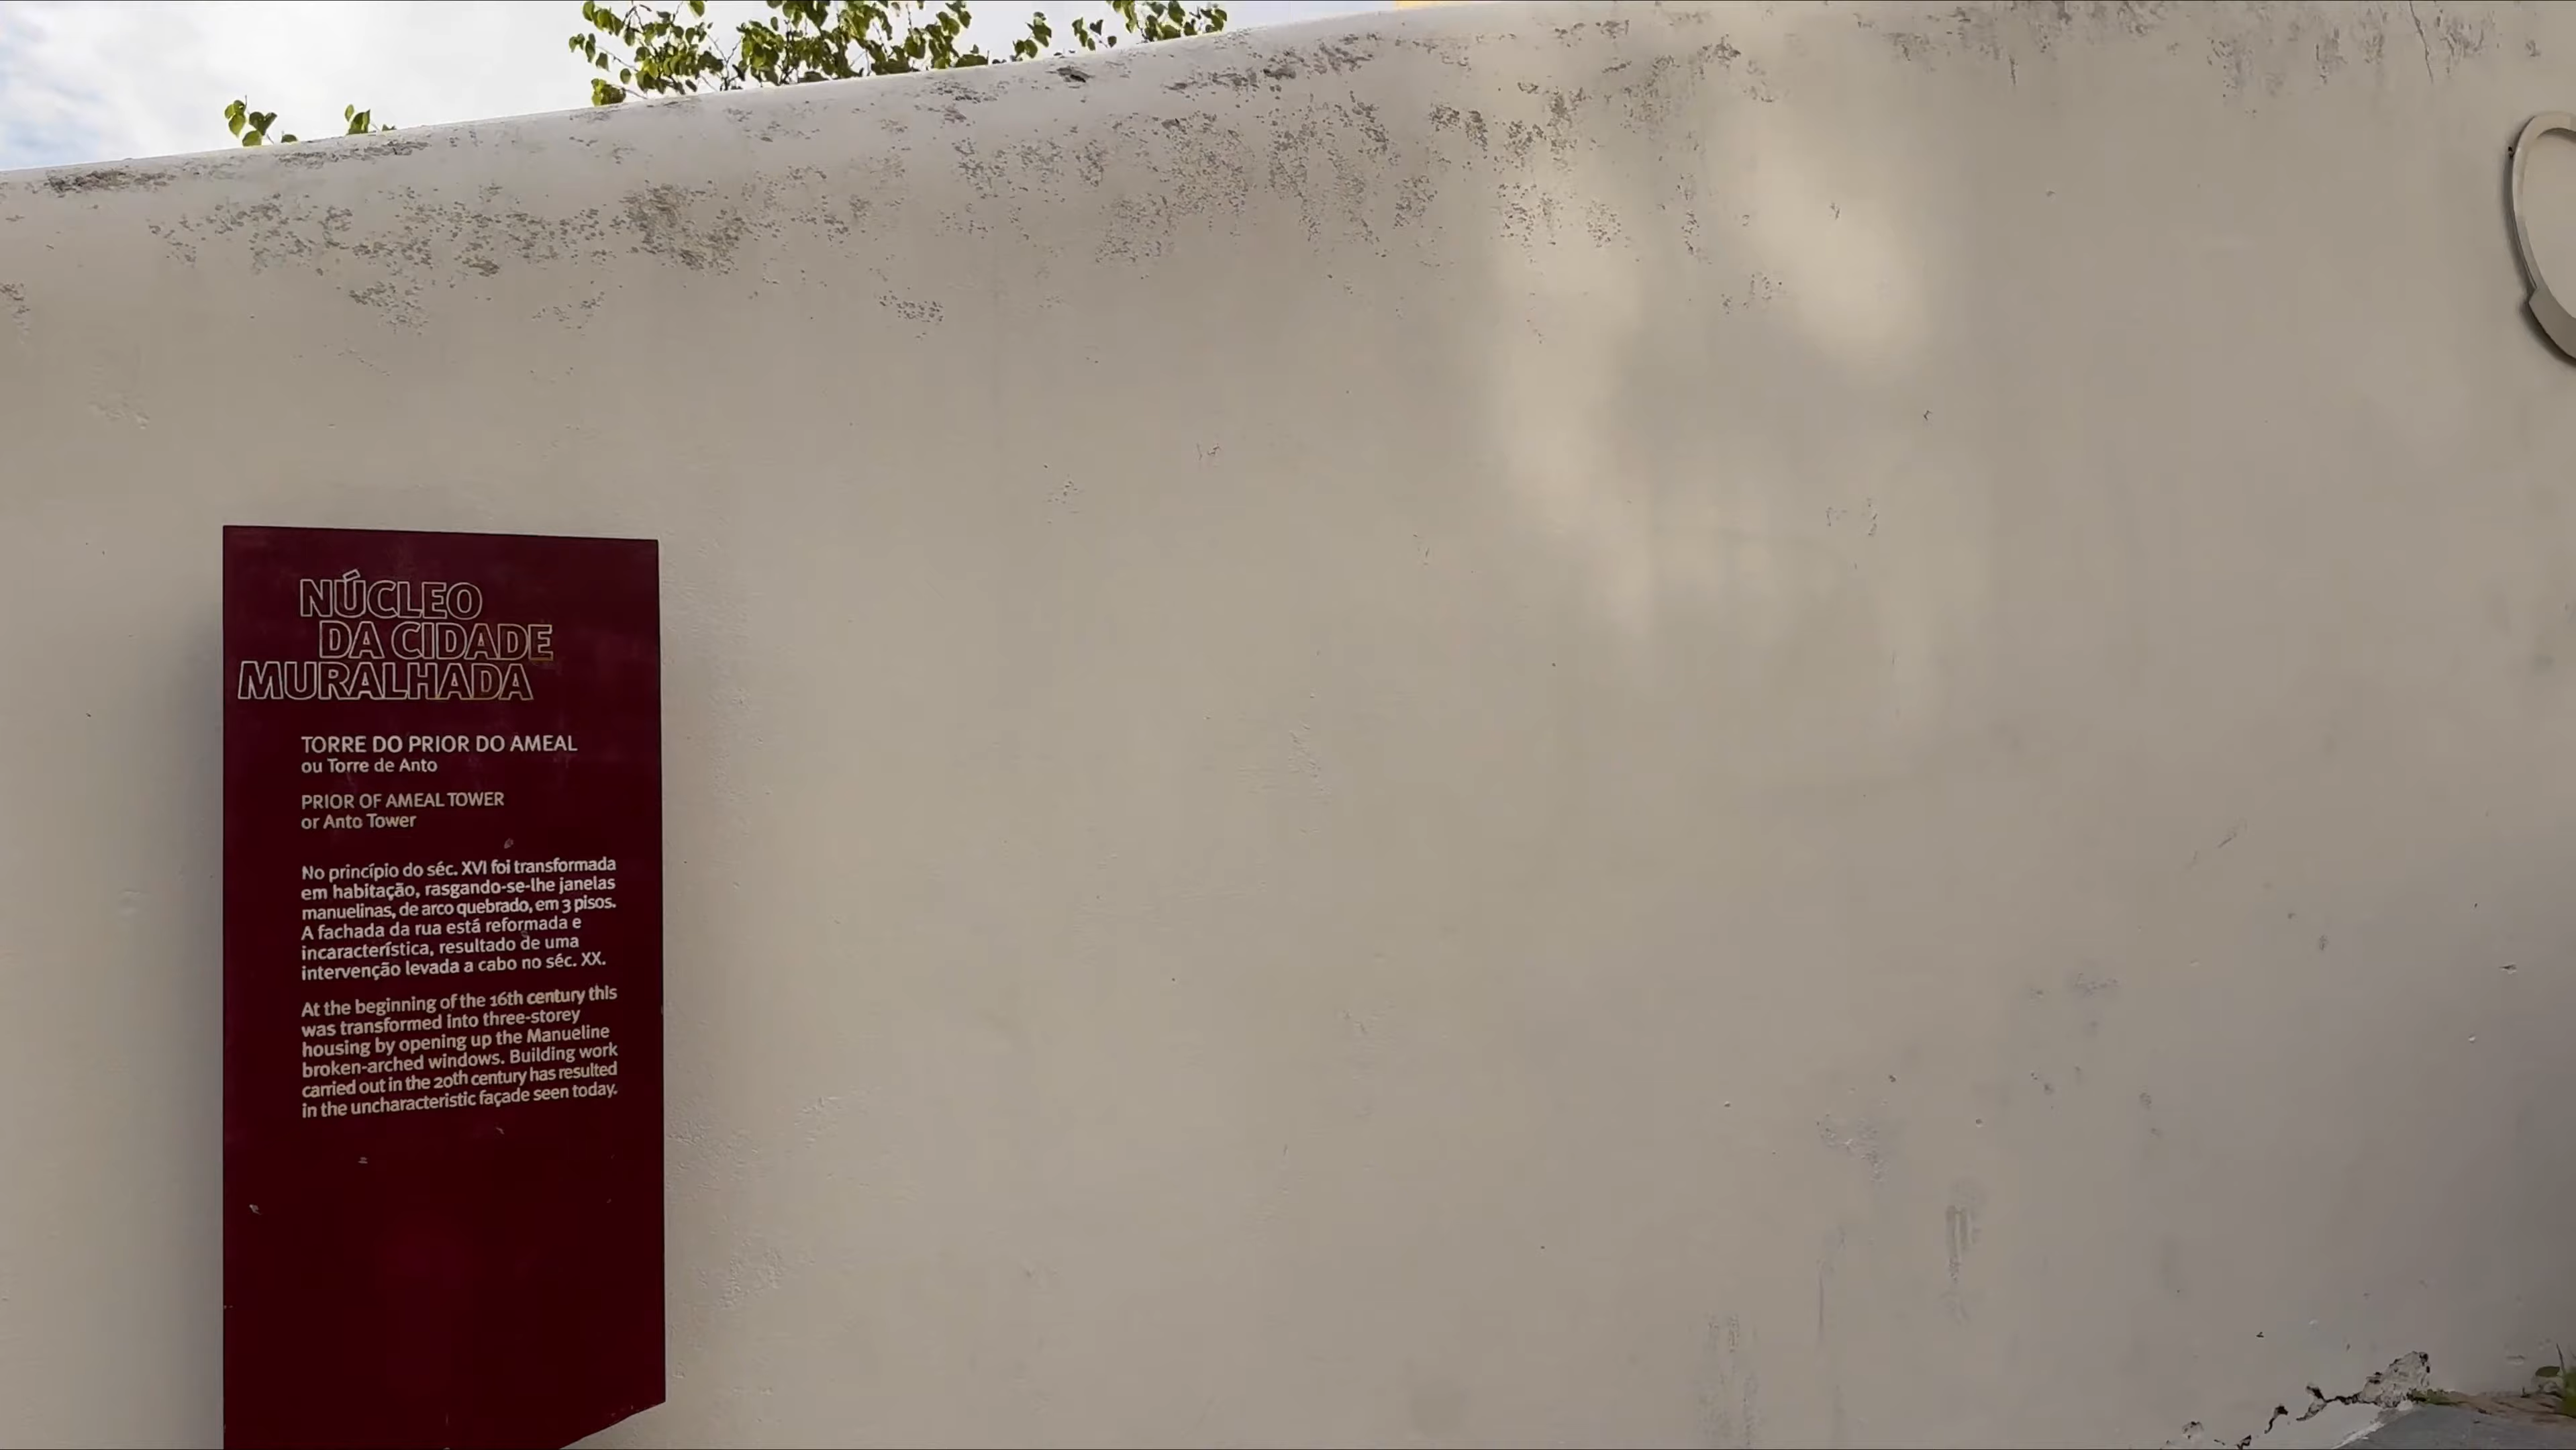 NÚCLEO
DA CIDADE
MURALHADA
TORRE DO PRIOR DO AMEAL
ou Torre de Anto
PRIOR OF AMEAL TOWER
or Anto Tower
No princípio do séc. XVI foi transformada
em habitação, rasgando-se-lhe janelas
manuelinas, de arco quebrado, em 3 pisos.
A fachada da rua está reformada e
incaracterística, resultado de uma
intervenção levada a cabo no séc. XX.
At the beginning of the 16th century this
was transformed into three-storey
housing by opening up the Manueline
broken-arched windows. Building work
carried out in the 20th century has resulted
in the uncharacteristic façade seen today.